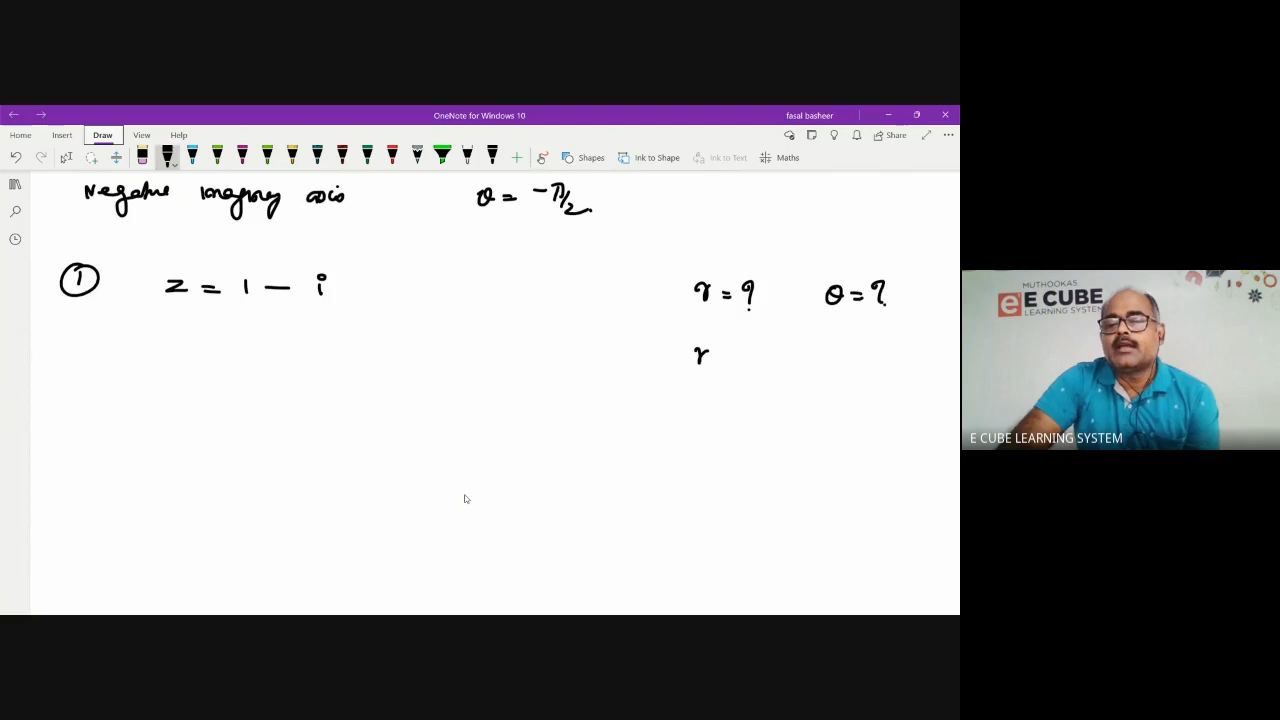 OneNote for Windows 10
fasal basheer
Home Insert Draw View Help
Share
Shapes Ink to Shape Ink to Text Maths
Negative imaginary axis θ = -π/2
① z = 1 - i r = ? θ = ?
r
MUTHOOKAS
e E CUBE
LEARNING SYSTEM
E CUBE LEARNING SYSTEM